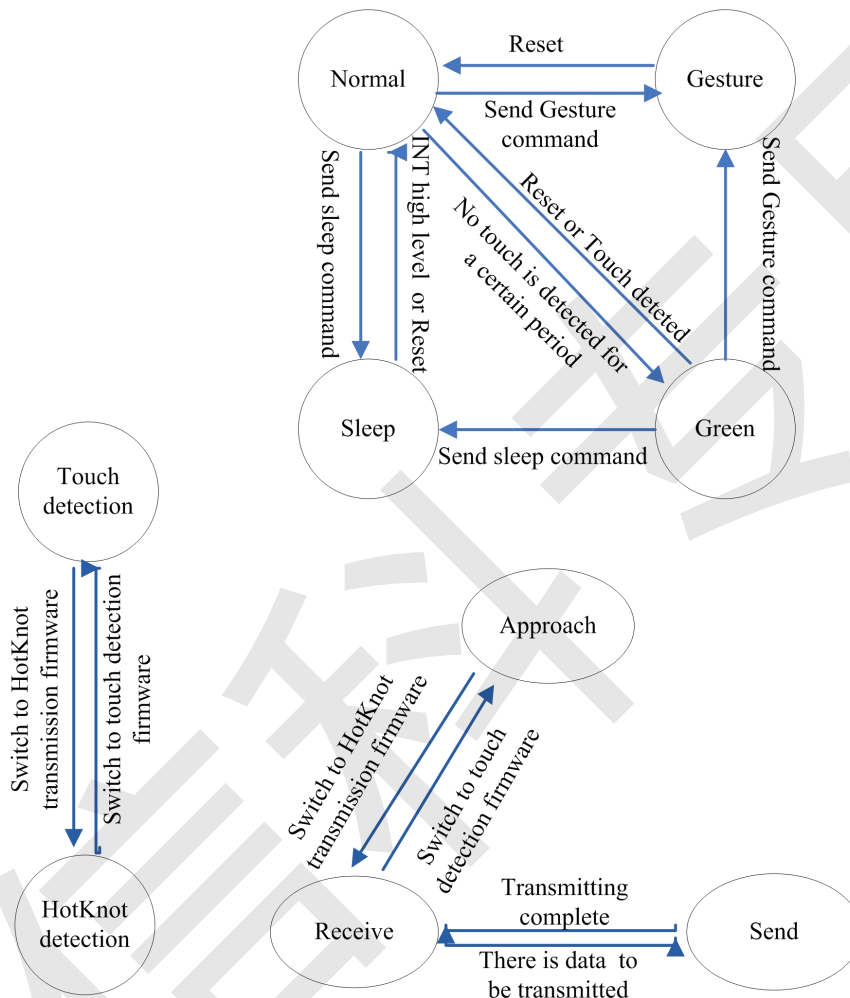 Reset
Normal
Gesture
Send Gesture
command
Send sleep command
INT high level or Reset
Reset or Touch deteted
No touch is detected for
a certain period
Send Gesture command
Sleep
Green
Send sleep command
Touch
detection
Switch to HotKnot
transmission firmware
Switch to touch detection
firmware
HotKnot
detection
Approach
Switch to HotKnot
transmission firmware
Switch to touch
detection firmware
Receive
Transmitting
complete
Send
There is data to
be transmitted